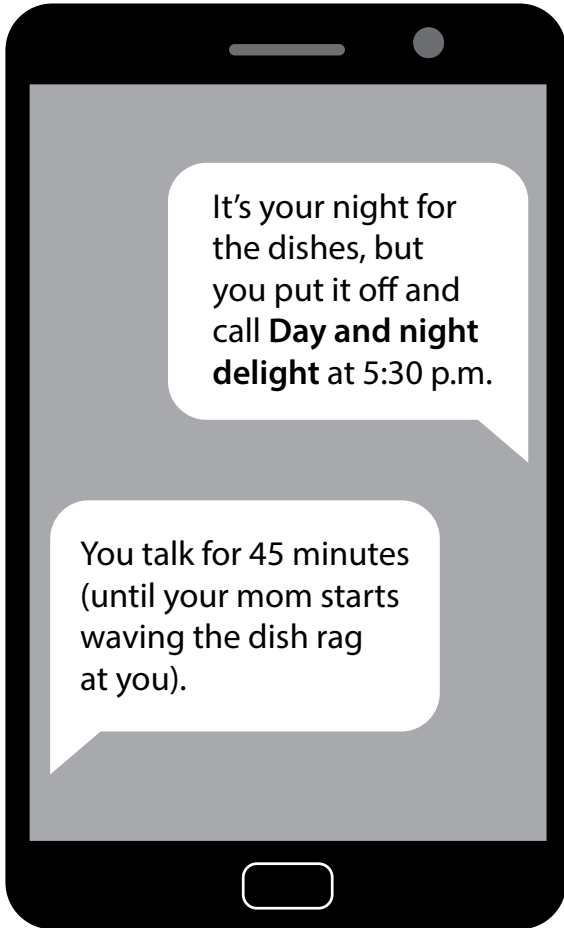 It’s your night for
the dishes, but
you put it off and
call Day and night
delight at 5:30 p.m.
You talk for 45 minutes
(until your mom starts
waving the dish rag
at you).